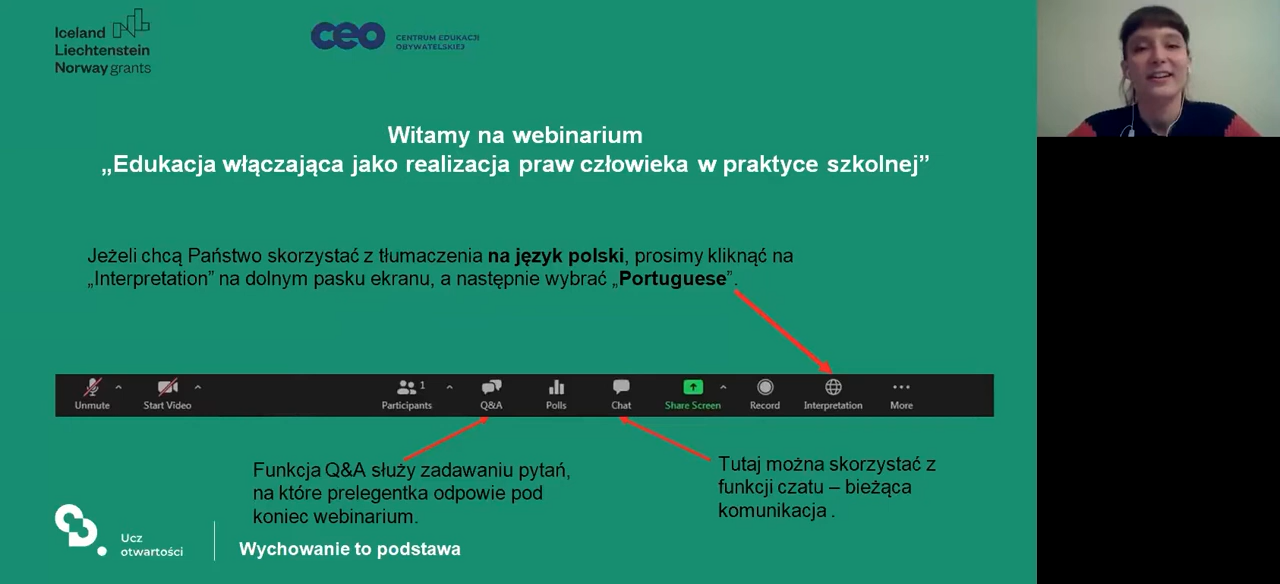 Iceland
Liechtenstein
Norway grants
ceo
CENTRUM EDUKACJI
OBYWATELSKIEJ
Witamy na webinarium
„Edukacja włączająca jako realizacja praw człowieka w praktyce szkolnej”
Jeżeli chcą Państwo skorzystać z tłumaczenia na język polski, prosimy kliknąć na
„Interpretation” na dolnym pasku ekranu, a następnie wybrać „Portuguese”.
Unmute
Start Video
Participants
1
Q&A
Polls
Chat
Share Screen
Record
Interpretation
More
Funkcja Q&A służy zadawaniu pytań,
na które prelegentka odpowie pod
koniec webinarium.
Tutaj można skorzystać z
funkcji czatu – bieżąca
komunikacja .
Ucz
otwartości
Wychowanie to podstawa